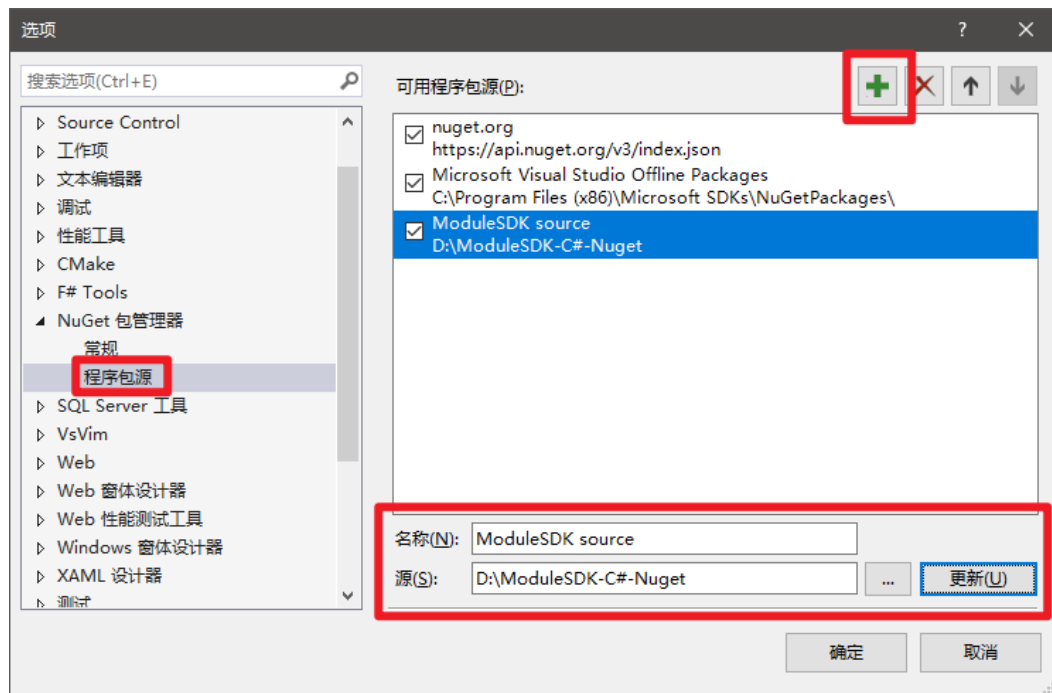 选项
搜索选项(Ctrl+E)
Source Control
工作项
文本编辑器
调试
性能工具
CMake
F# Tools
NuGet 包管理器
常规
程序包源
SQL Server 工具
VsVim
Web
Web 窗体设计器
Web 性能测试工具
Windows 窗体设计器
XAML 设计器
测试
可用程序包源(P):
nuget.org
https://api.nuget.org/v3/index.json
Microsoft Visual Studio Offline Packages
C:\Program Files (x86)\Microsoft SDKs\NuGetPackages\
ModuleSDK source
D:\ModuleSDK-C#-Nuget
名称(N): ModuleSDK source
源(S): D:\ModuleSDK-C#-Nuget ... 更新(U)
确定 取消